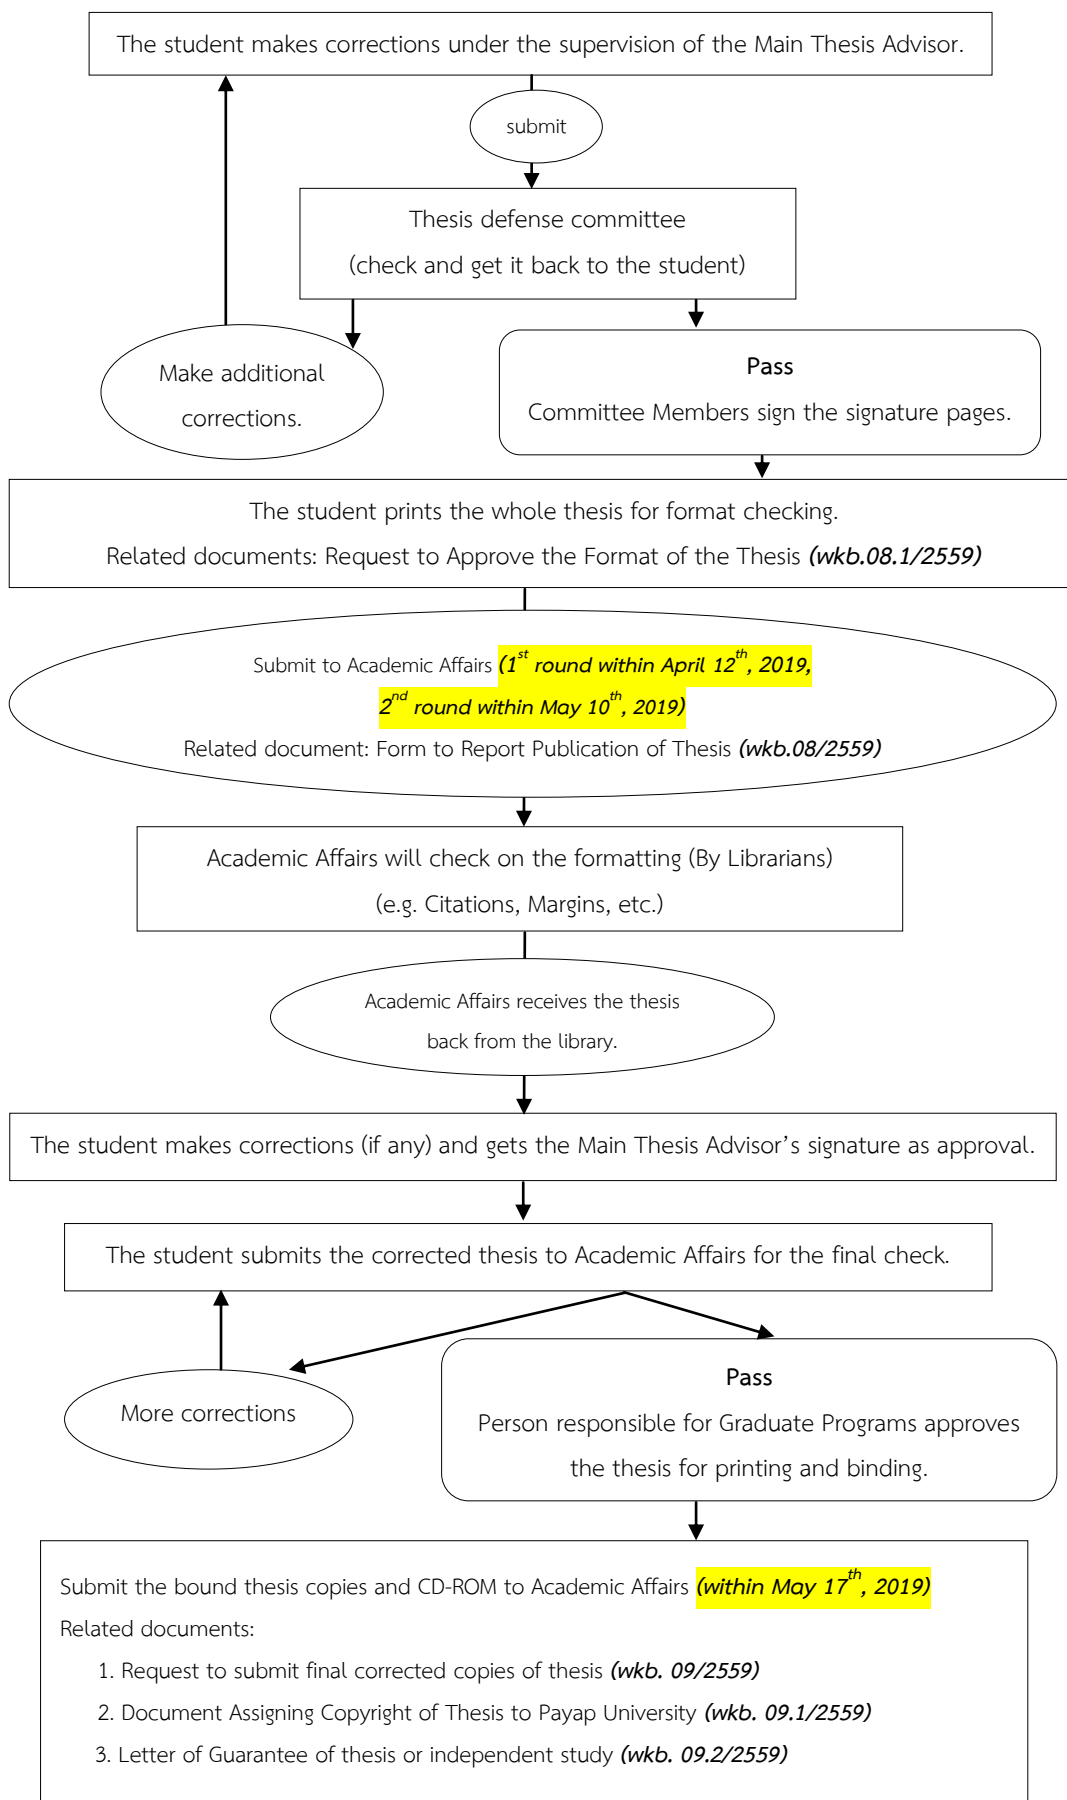 The student makes corrections under the supervision of the Main Thesis Advisor.
submit
Thesis defense committee
(check and get it back to the student)
Make additional
corrections.
Pass
Committee Members sign the signature pages.
The student prints the whole thesis for format checking.
Related documents: Request to Approve the Format of the Thesis (wkb.08.1/2559)
Submit to Academic Affairs (1st round within April 12th, 2019,
2nd round within May 10th, 2019)
Related document: Form to Report Publication of Thesis (wkb.08/2559)
Academic Affairs will check on the formatting (By Librarians)
(e.g. Citations, Margins, etc.)
Academic Affairs receives the thesis
back from the library.
The student makes corrections (if any) and gets the Main Thesis Advisor's signature as approval.
The student submits the corrected thesis to Academic Affairs for the final check.
More corrections
Pass
Person responsible for Graduate Programs approves
the thesis for printing and binding.
Submit the bound thesis copies and CD-ROM to Academic Affairs (within May 17th, 2019)
Related documents:
1. Request to submit final corrected copies of thesis (wkb. 09/2559)
2. Document Assigning Copyright of Thesis to Payap University (wkb. 09.1/2559)
3. Letter of Guarantee of thesis or independent study (wkb. 09.2/2559)